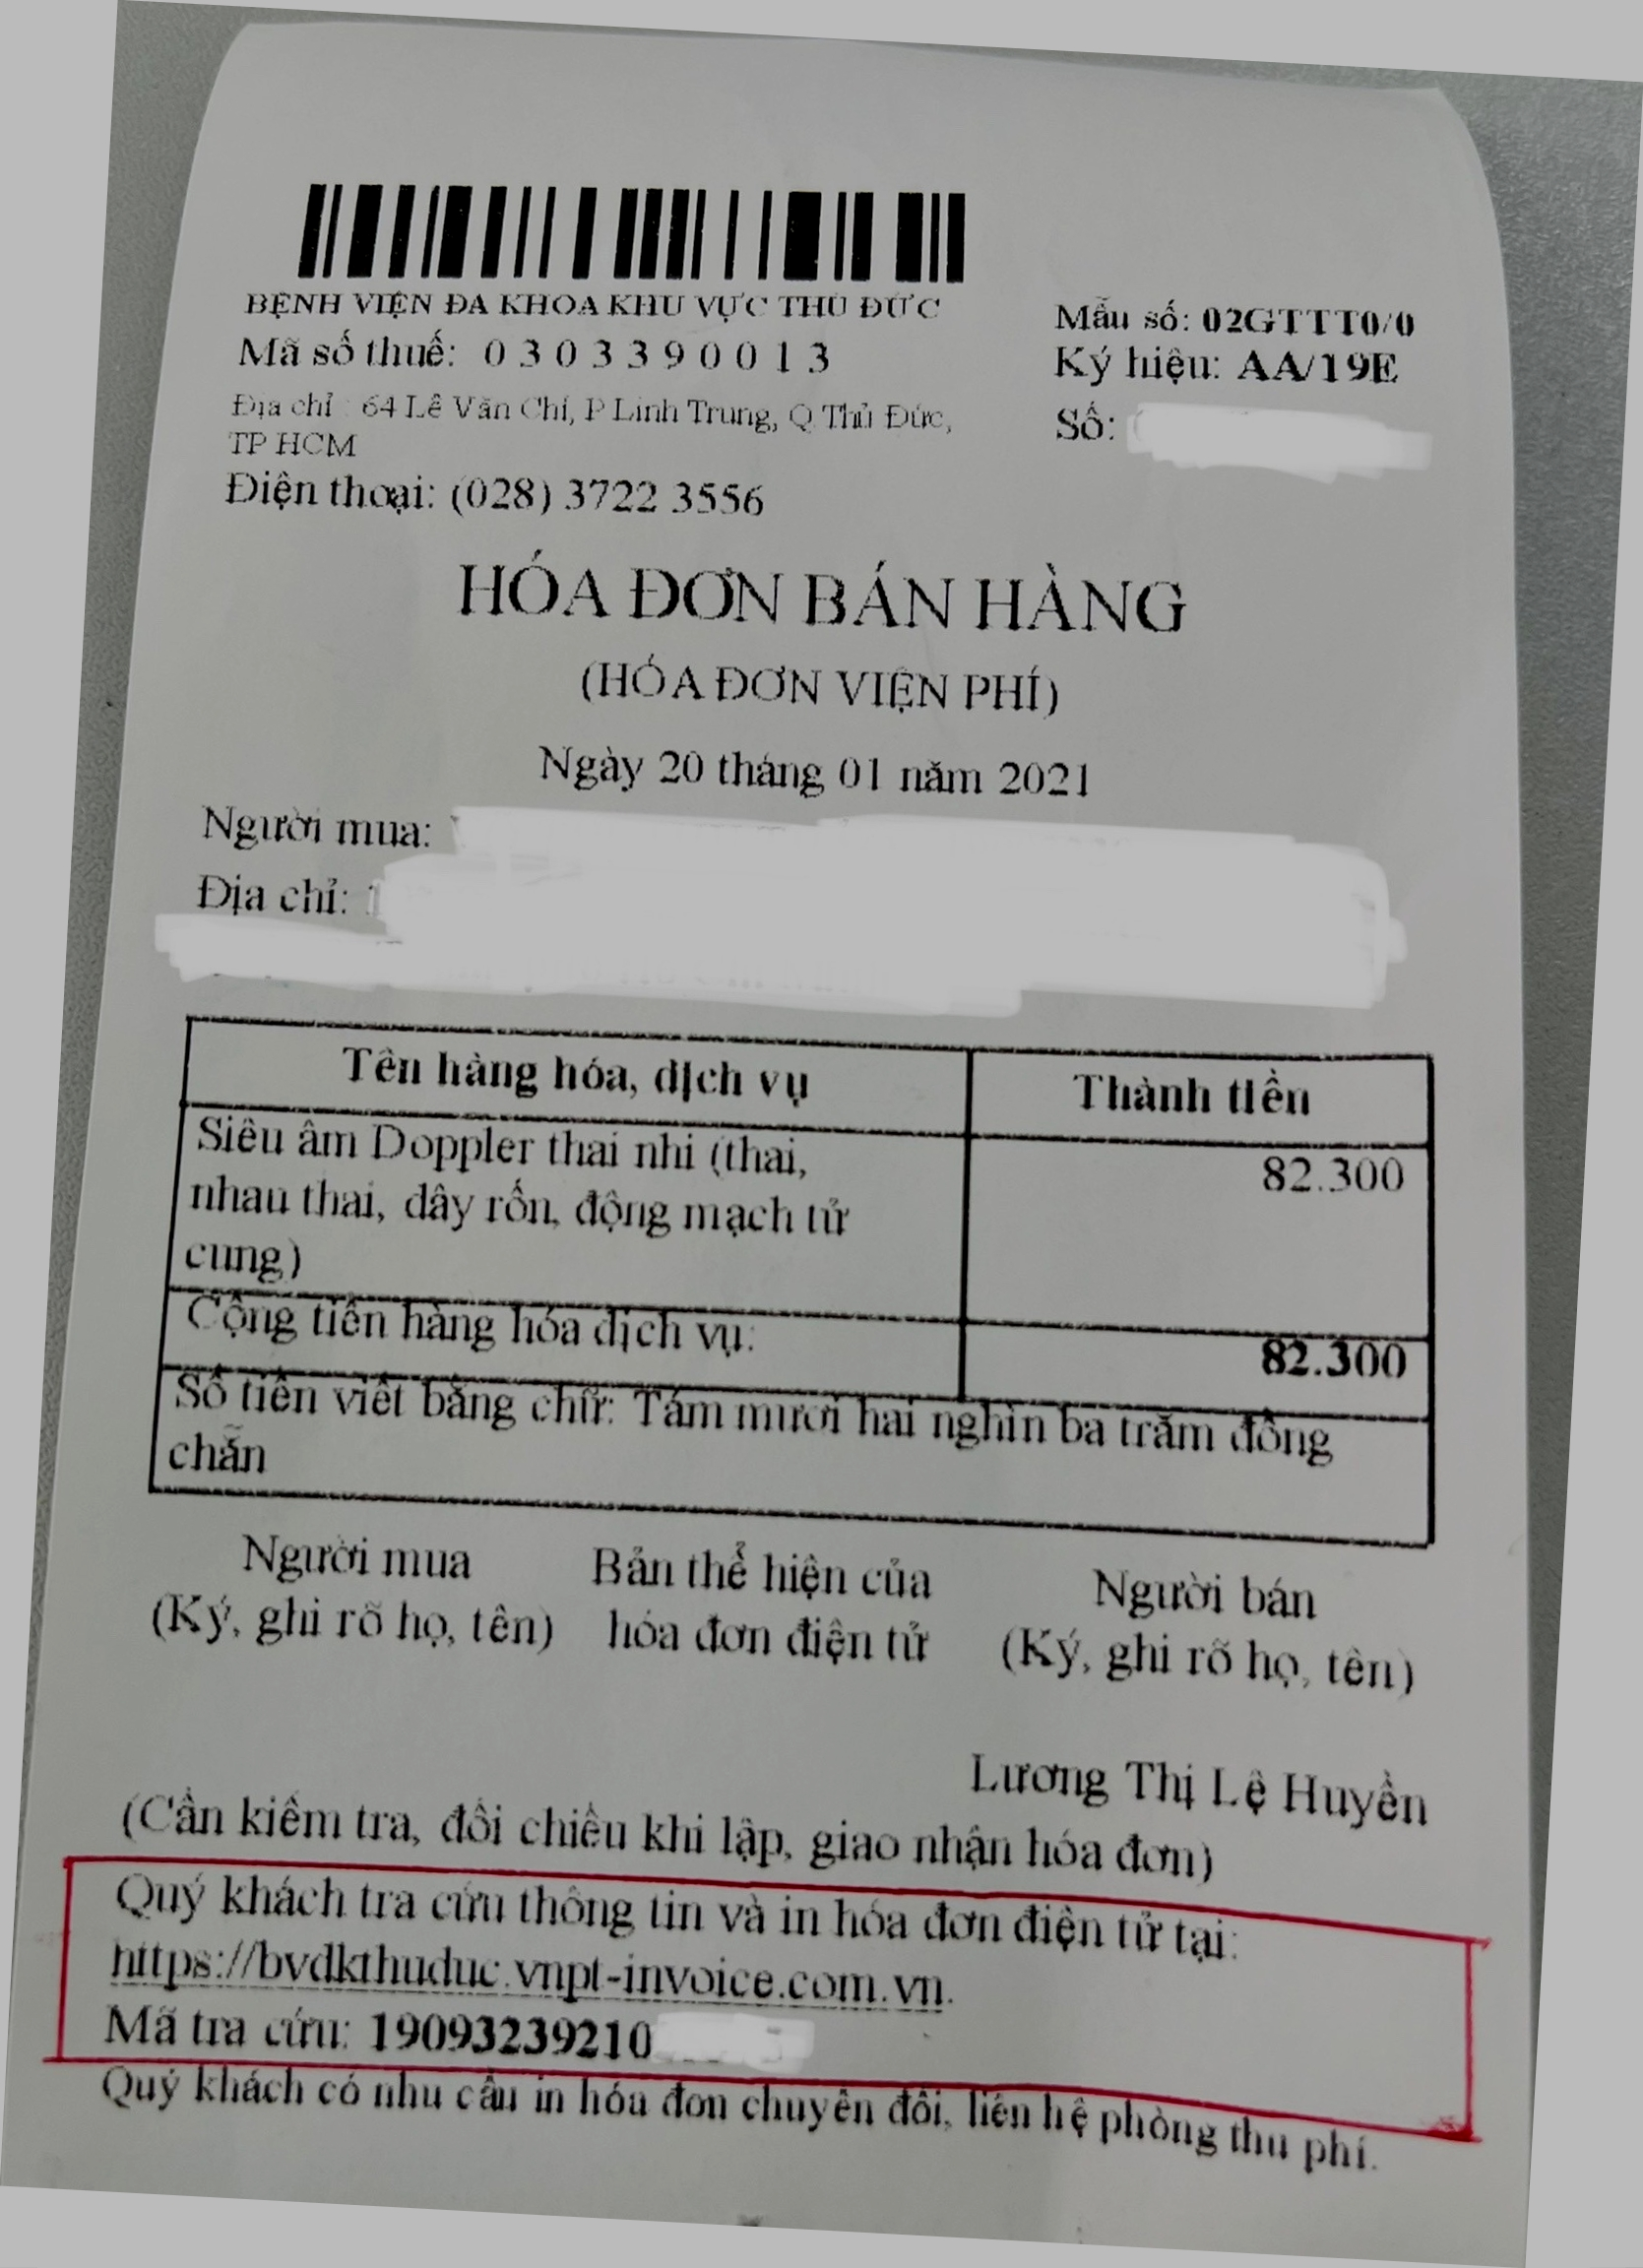 BỆNH VIỆN ĐA KHOA KHU VỰC THỦ ĐỨC
Mã số thuế: 0 3 0 3 3 9 0 0 1 3
Địa chỉ : 64 Lê Văn Chí, P Linh Trung, Q Thủ Đức,
TP HCM
Điện thoại: (028) 3722 3556
Mẫu số: 02GTTT0/0
Ký hiệu: AA/19E
Số:
HÓA ĐƠN BÁN HÀNG
(HÓA ĐƠN VIỆN PHÍ)
Ngày 20 tháng 01 năm 2021
Người mua:
Địa chỉ:
Tên hàng hóa, dịch vụ
Thành tiền
Siêu âm Doppler thai nhi (thai,
nhau thai, dây rốn, động mạch tử
cung)
82.300
Cộng tiền hàng hóa dịch vụ:
82.300
Số tiền viết bằng chữ: Tám mươi hai nghìn ba trăm đồng
chẵn
Người mua
(Ký, ghi rõ họ, tên)
Bản thể hiện của
hóa đơn điện tử
Người bán
(Ký, ghi rõ họ, tên)
Lương Thị Lệ Huyền
(Cần kiểm tra, đối chiếu khi lập, giao nhận hóa đơn)
Quý khách tra cứu thông tin và in hóa đơn điện tử tại:
https://bvdkthuduc.vnpt-invoice.com.vn.
Mã tra cứu: 19093239210
Quý khách có nhu cầu in hóa đơn chuyển đổi, liên hệ phòng thu phí.